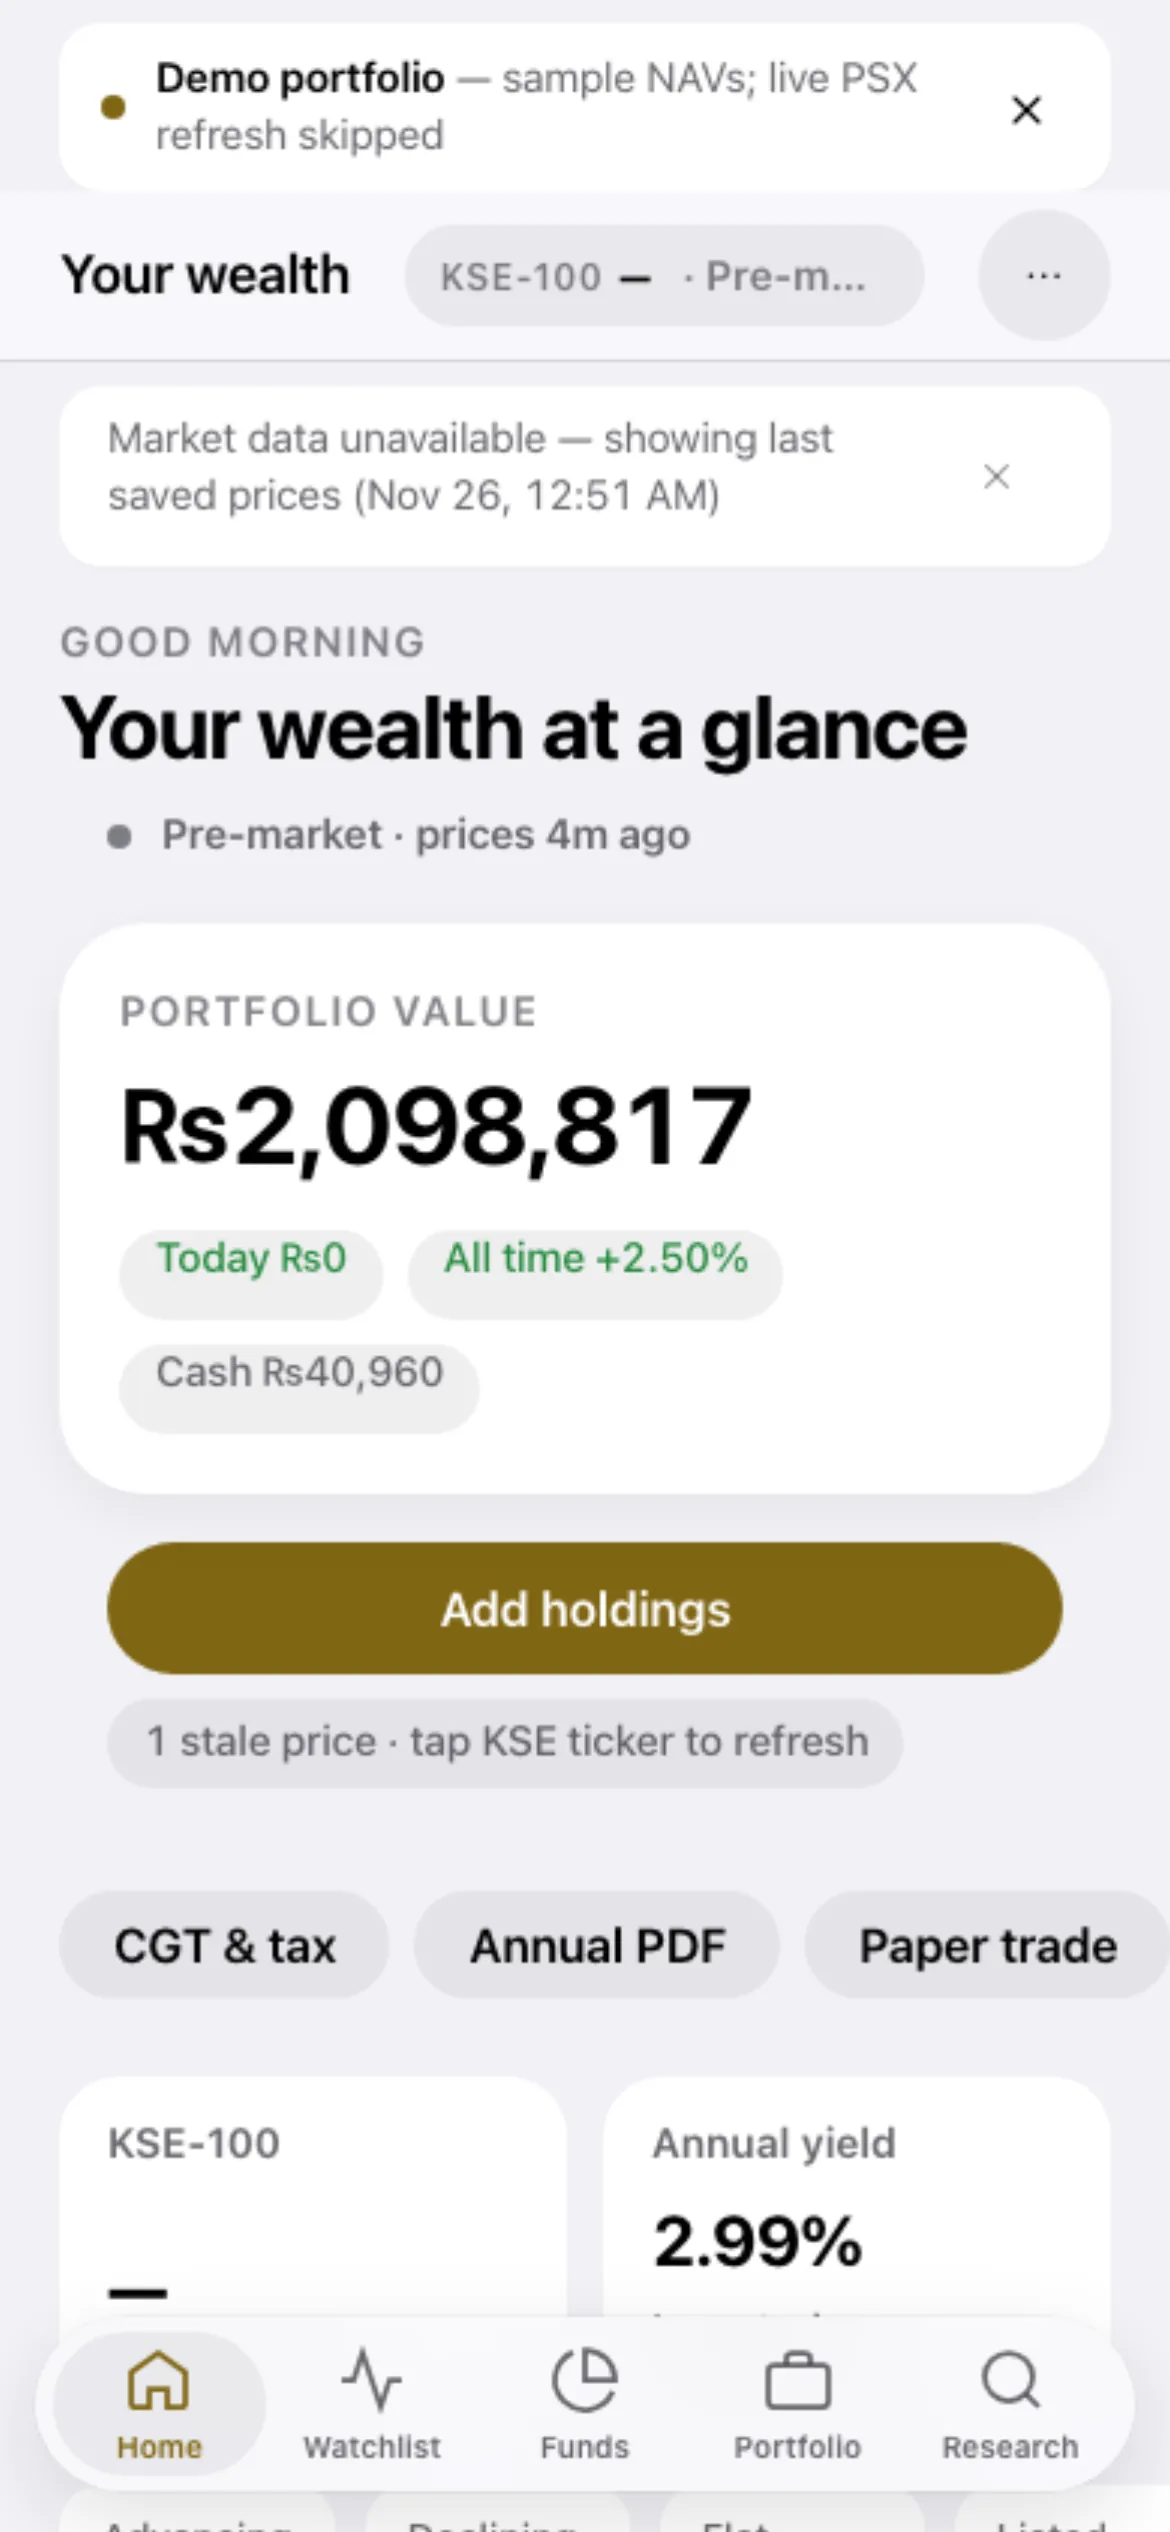 Demo portfolio — sample NAVs; live PSX
refresh skipped
Your wealth
KSE-100 — · Pre-m...
Market data unavailable — showing last
saved prices (Nov 26, 12:51 AM)
GOOD MORNING
Your wealth at a glance
Pre-market · prices 4m ago
PORTFOLIO VALUE
Rs2,098,817
Today Rs0
All time +2.50%
Cash Rs40,960
Add holdings
1 stale price · tap KSE ticker to refresh
CGT & tax
Annual PDF
Paper trade
KSE-100
—
Annual yield
2.99%
Home
Watchlist
Funds
Portfolio
Research
Advancing
Declining
Flat
Listed